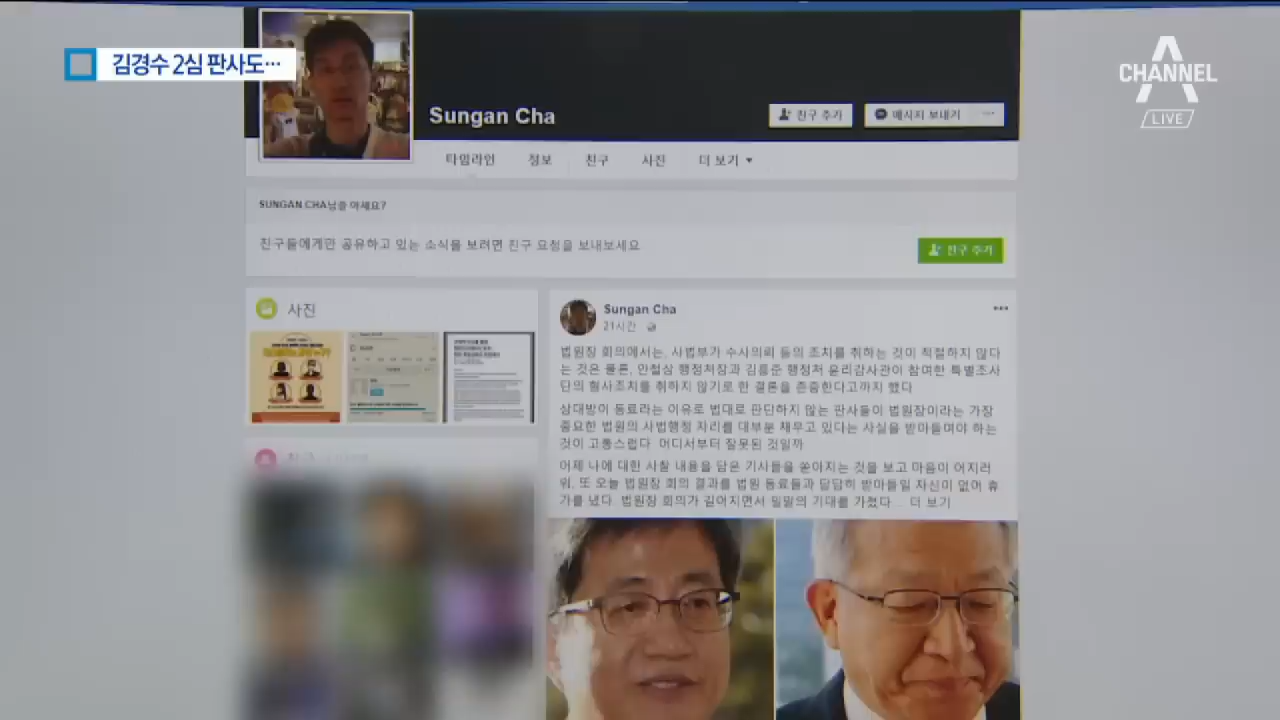 김경수 2심 판사도…
CHANNEL A
LIVE
Sungan Cha
친구 추가
메시지 보내기 ···
타임라인 정보 친구 사진 더 보기
SUNGAN CHA님을 아세요?
친구들에게만 공유하고 있는 소식을 보려면 친구 요청을 보내보세요
친구 추가
사진
친구
Sungan Cha
21시간
법원장 회의에서는, 사법부가 수사의뢰 등의 조치를 취하는 것이 적절하지 않다
는 것은 물론, 안철상 행정처장과 김흥준 행정처 윤리감사관이 참여한 특별조사
단의 형사조치를 취하지 않기로 한 결론을 존중한다고까지 했다
상대방이 동료라는 이유로 법대로 판단하지 않는 판사들이 법원장이라는 가장
중요한 법원의 사법행정 자리를 대부분 채우고 있다는 사실을 받아들여야 하는
것이 고통스럽다. 어디서부터 잘못된 것일까
어제 나에 대한 사찰 내용을 담은 기사들을 쏟아지는 것을 보고 마음이 어지러
워, 또 오늘 법원장 회의 결과를 법원 동료들과 담담히 받아들일 자신이 없어 휴
가를 냈다. 법원장 회의가 길어지면서 일말의 기대를 가졌다... 더 보기